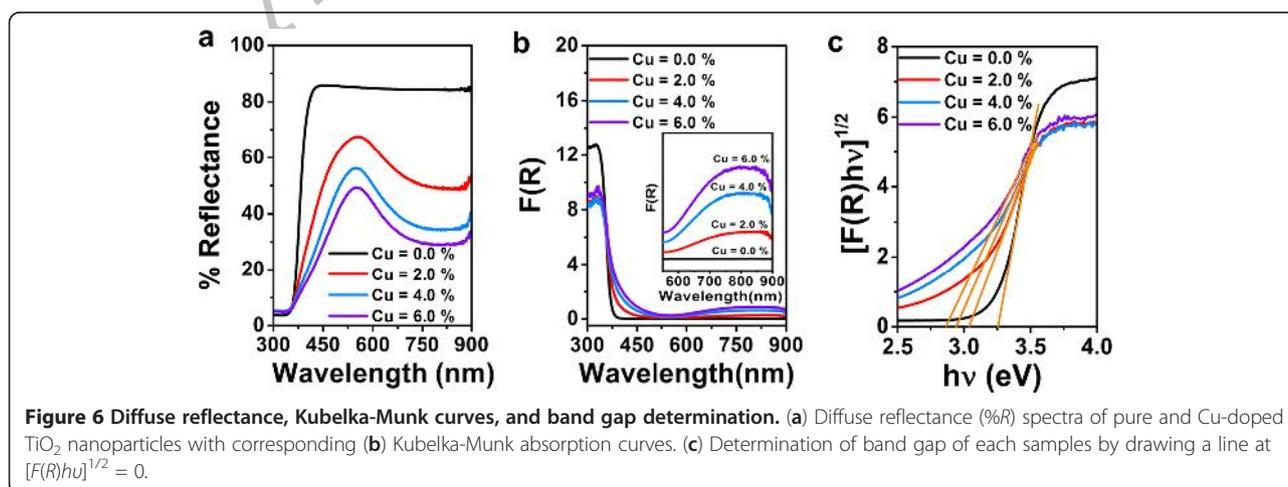 a
100
80
60
40
20
0
% Reflectance
Cu = 0.0 %
Cu = 2.0 %
Cu = 4.0 %
Cu = 6.0 %
300 450 600 750 900
Wavelength (nm)
b
20
16
12
8
4
0
F(R)
Cu = 0.0 %
Cu = 2.0 %
Cu = 4.0 %
Cu = 6.0 %
F(R)
Cu = 6.0 %
Cu = 4.0 %
Cu = 2.0 %
Cu = 0.0 %
600 700 800 900
Wavelength(nm)
300 450 600 750 900
Wavelength(nm)
c
8
6
4
2
0
[F(R)hν]1/2
Cu = 0.0 %
Cu = 2.0 %
Cu = 4.0 %
Cu = 6.0 %
2.5 3.0 3.5 4.0
hν (eV)
Figure 6 Diffuse reflectance, Kubelka-Munk curves, and band gap determination. (a) Diffuse reflectance (%R) spectra of pure and Cu-doped
TiO2 nanoparticles with corresponding (b) Kubelka-Munk absorption curves. (c) Determination of band gap of each samples by drawing a line at
[F(R)hυ]1/2 = 0.